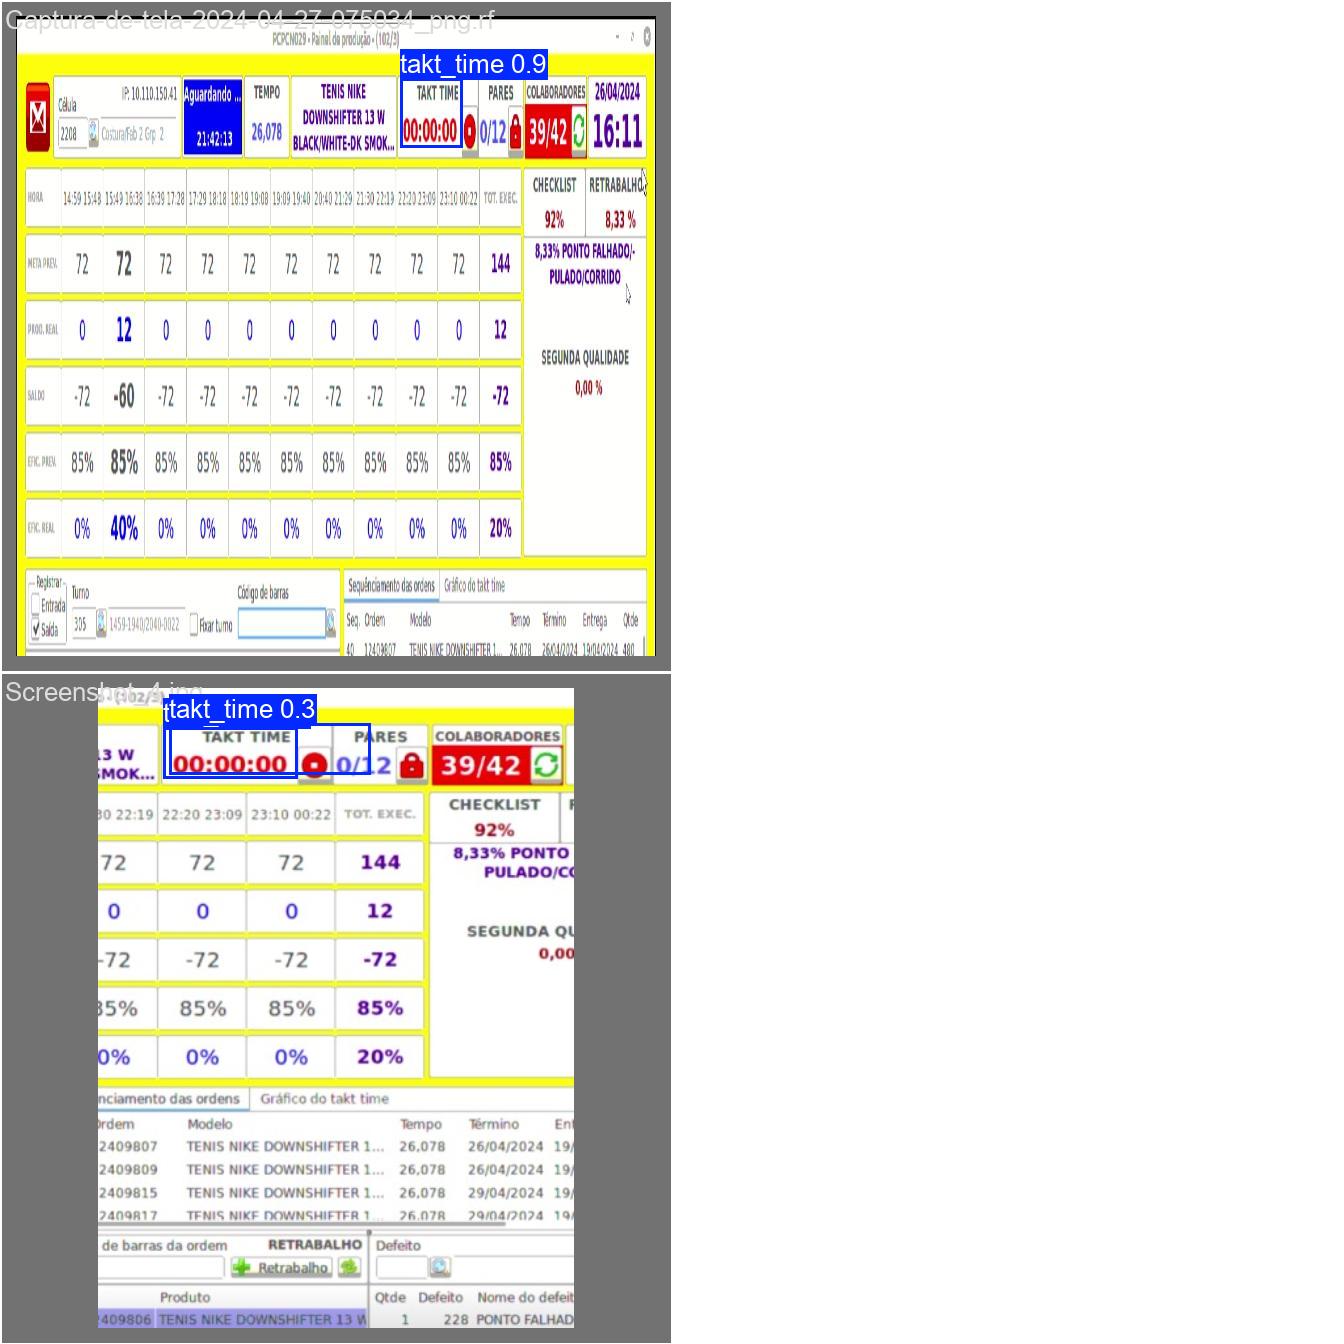 Captura-de-tela-2024-04-27-075034_png.rf
PCPCN029 - Painel de produção - (102/3)
takt_time 0.9
Célula
IP: 10.110.150.41
2208
Costura/Fab 2 Grp 2
Aguardando ...
21:42:13
TEMPO
26,078
TENIS NIKE
DOWNSHIFTER 13 W
BLACK/WHITE-DK SMOK...
TAKT TIME
00:00:00
PARES
0/12
COLABORADORES
39/42
26/04/2024
16:11
HORA 14:59 15:48 15:49 16:38 16:39 17:28 17:29 18:18 18:19 19:08 19:09 19:40 20:40 21:29 21:30 22:19 22:20 23:09 23:10 00:22 TOT. EXEC.
META PREV. 72 72 72 72 72 72 72 72 72 72 144
PROD. REAL 0 12 0 0 0 0 0 0 0 0 12
SALDO -72 -60 -72 -72 -72 -72 -72 -72 -72 -72 -72
EFIC. PREV. 85% 85% 85% 85% 85% 85% 85% 85% 85% 85% 85%
EFIC. REAL 0% 40% 0% 0% 0% 0% 0% 0% 0% 0% 20%
CHECKLIST
92%
RETRABALHO
8,33 %
8,33% PONTO FALHADO/-
PULADO/CORRIDO
SEGUNDA QUALIDADE
0,00 %
Registrar
Entrada
Saída
Turno
305
1459-1940/2040-0022
Fixar turno
Código de barras
Sequênciamento das ordens Gráfico do takt time
Seq. Ordem Modelo Tempo Término Entrega Qtde
40 12409807 TENIS NIKE DOWNSHIFTER 1... 26,078 26/04/2024 19/04/2024 480
(102/3)
takt_time 0.3
13 W
SMOK...
TAKT TIME
00:00:00
PARES
0/12
COLABORADORES
39/42
30 22:19 22:20 23:09 23:10 00:22 TOT. EXEC.
72 72 72 144
0 0 0 12
-72 -72 -72 -72
85% 85% 85% 85%
0% 0% 0% 20%
CHECKLIST
92%
8,33% PONTO
PULADO/CO
SEGUNDA QU
0,00
nciamento das ordens Gráfico do takt time
Ordem Modelo Tempo Término Ent
2409807 TENIS NIKE DOWNSHIFTER 1... 26,078 26/04/2024 19/
2409809 TENIS NIKE DOWNSHIFTER 1... 26,078 26/04/2024 19/
2409815 TENIS NIKE DOWNSHIFTER 1... 26,078 29/04/2024 19/
2409817 TENIS NIKE DOWNSHIFTER 1... 26,078 29/04/2024 19/
de barras da ordem RETRABALHO
Retrabalho
Defeito
Produto
409806 TENIS NIKE DOWNSHIFTER 13 W
Qtde Defeito Nome do defeit
1 228 PONTO FALHAD